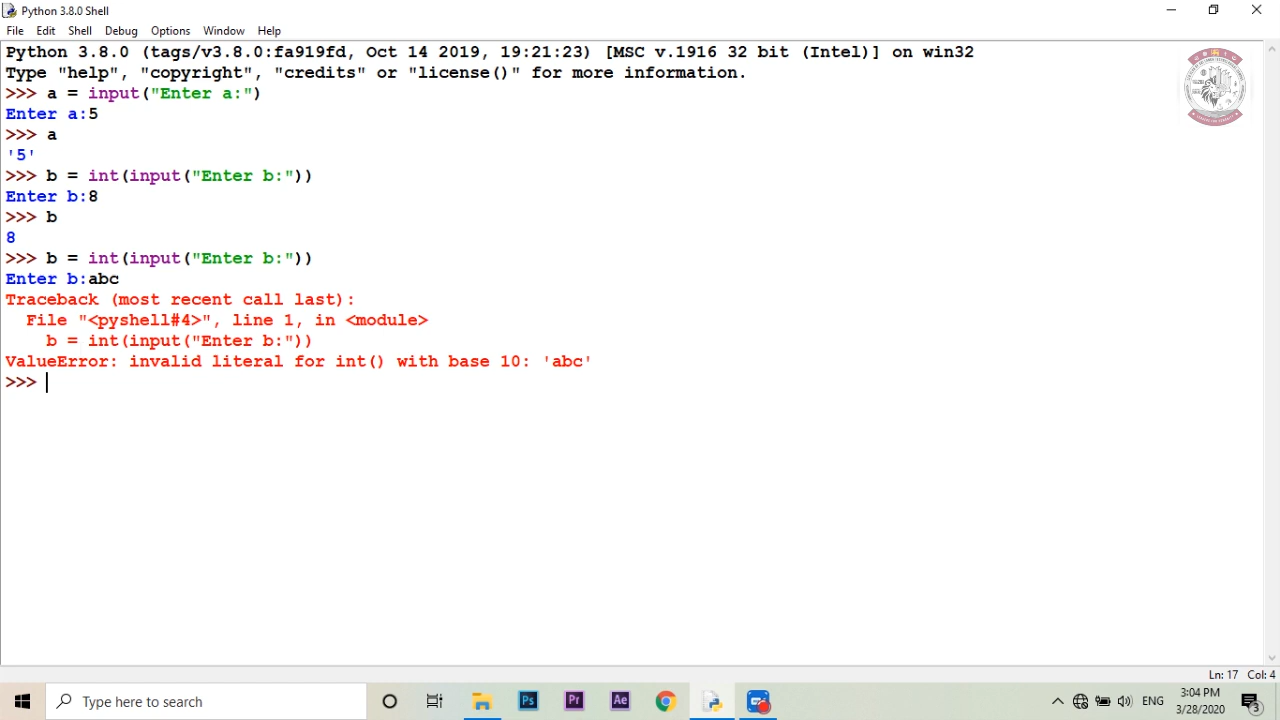 Python 3.8.0 Shell
File Edit Shell Debug Options Window Help
Python 3.8.0 (tags/v3.8.0:fa919fd, Oct 14 2019, 19:21:23) [MSC v.1916 32 bit (Intel)] on win32
Type "help", "copyright", "credits" or "license()" for more information.
>>> a = input("Enter a:")
Enter a:5
>>> a
'5'
>>> b = int(input("Enter b:"))
Enter b:8
>>> b
8
>>> b = int(input("Enter b:"))
Enter b:abc
Traceback (most recent call last):
  File "<pyshell#4>", line 1, in <module>
    b = int(input("Enter b:"))
ValueError: invalid literal for int() with base 10: 'abc'
>>>
Ln: 17 Col: 4
Type here to search
Ps Pr Ae
ENG
3:04 PM
3/28/2020
3